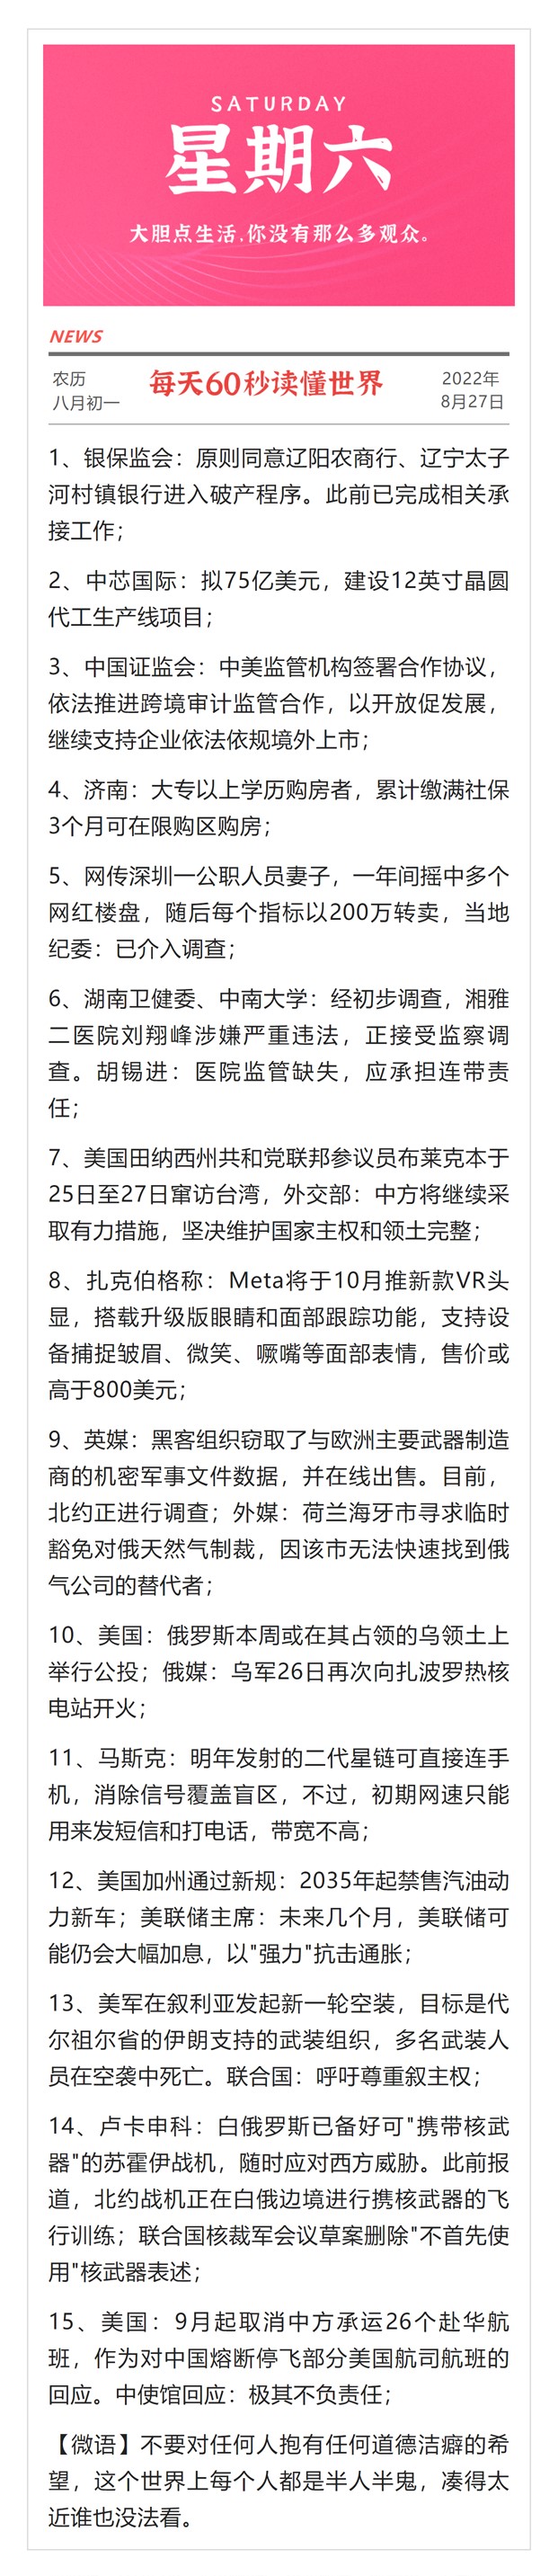 SATURDAY
星期六
大胆点生活,你没有那么多观众。
NEWS
农历
八月初一
每天60秒读懂世界
2022年
8月27日
1、银保监会：原则同意辽阳农商行、辽宁太子
河村镇银行进入破产程序。此前已完成相关承
接工作；
2、中芯国际：拟75亿美元，建设12英寸晶圆
代工生产线项目；
3、中国证监会：中美监管机构签署合作协议，
依法推进跨境审计监管合作，以开放促发展，
继续支持企业依法依规境外上市；
4、济南：大专以上学历购房者，累计缴满社保
3个月可在限购区购房；
5、网传深圳一公职人员妻子，一年间摇中多个
网红楼盘，随后每个指标以200万转卖，当地
纪委：已介入调查；
6、湖南卫健委、中南大学：经初步调查，湘雅
二医院刘翔峰涉嫌严重违法，正接受监察调
查。胡锡进：医院监管缺失，应承担连带责
任；
7、美国田纳西州共和党联邦参议员布莱克本于
25日至27日窜访台湾，外交部：中方将继续采
取有力措施，坚决维护国家主权和领土完整；
8、扎克伯格称：Meta将于10月推新款VR头
显，搭载升级版眼睛和面部跟踪功能，支持设
备捕捉皱眉、微笑、噘嘴等面部表情，售价或
高于800美元；
9、英媒：黑客组织窃取了与欧洲主要武器制造
商的机密军事文件数据，并在线出售。目前，
北约正进行调查；外媒：荷兰海牙市寻求临时
豁免对俄天然气制裁，因该市无法快速找到俄
气公司的替代者；
10、美国：俄罗斯本周或在其占领的乌领土上
举行公投；俄媒：乌军26日再次向扎波罗热核
电站开火；
11、马斯克：明年发射的二代星链可直接连手
机，消除信号覆盖盲区，不过，初期网速只能
用来发短信和打电话，带宽不高；
12、美国加州通过新规：2035年起禁售汽油动
力新车；美联储主席：未来几个月，美联储可
能仍会大幅加息，以"强力"抗击通胀；
13、美军在叙利亚发起新一轮空装，目标是代
尔祖尔省的伊朗支持的武装组织，多名武装人
员在空袭中死亡。联合国：呼吁尊重叙主权；
14、卢卡申科：白俄罗斯已备好可"携带核武
器"的苏霍伊战机，随时应对西方威胁。此前报
道，北约战机正在白俄边境进行携核武器的飞
行训练；联合国核裁军会议草案删除"不首先使
用"核武器表述；
15、美国：9月起取消中方承运26个赴华航
班，作为对中国熔断停飞部分美国航司航班的
回应。中使馆回应：极其不负责任；
【微语】不要对任何人抱有任何道德洁癖的希
望，这个世界上每个人都是半人半鬼，凑得太
近谁也没法看。